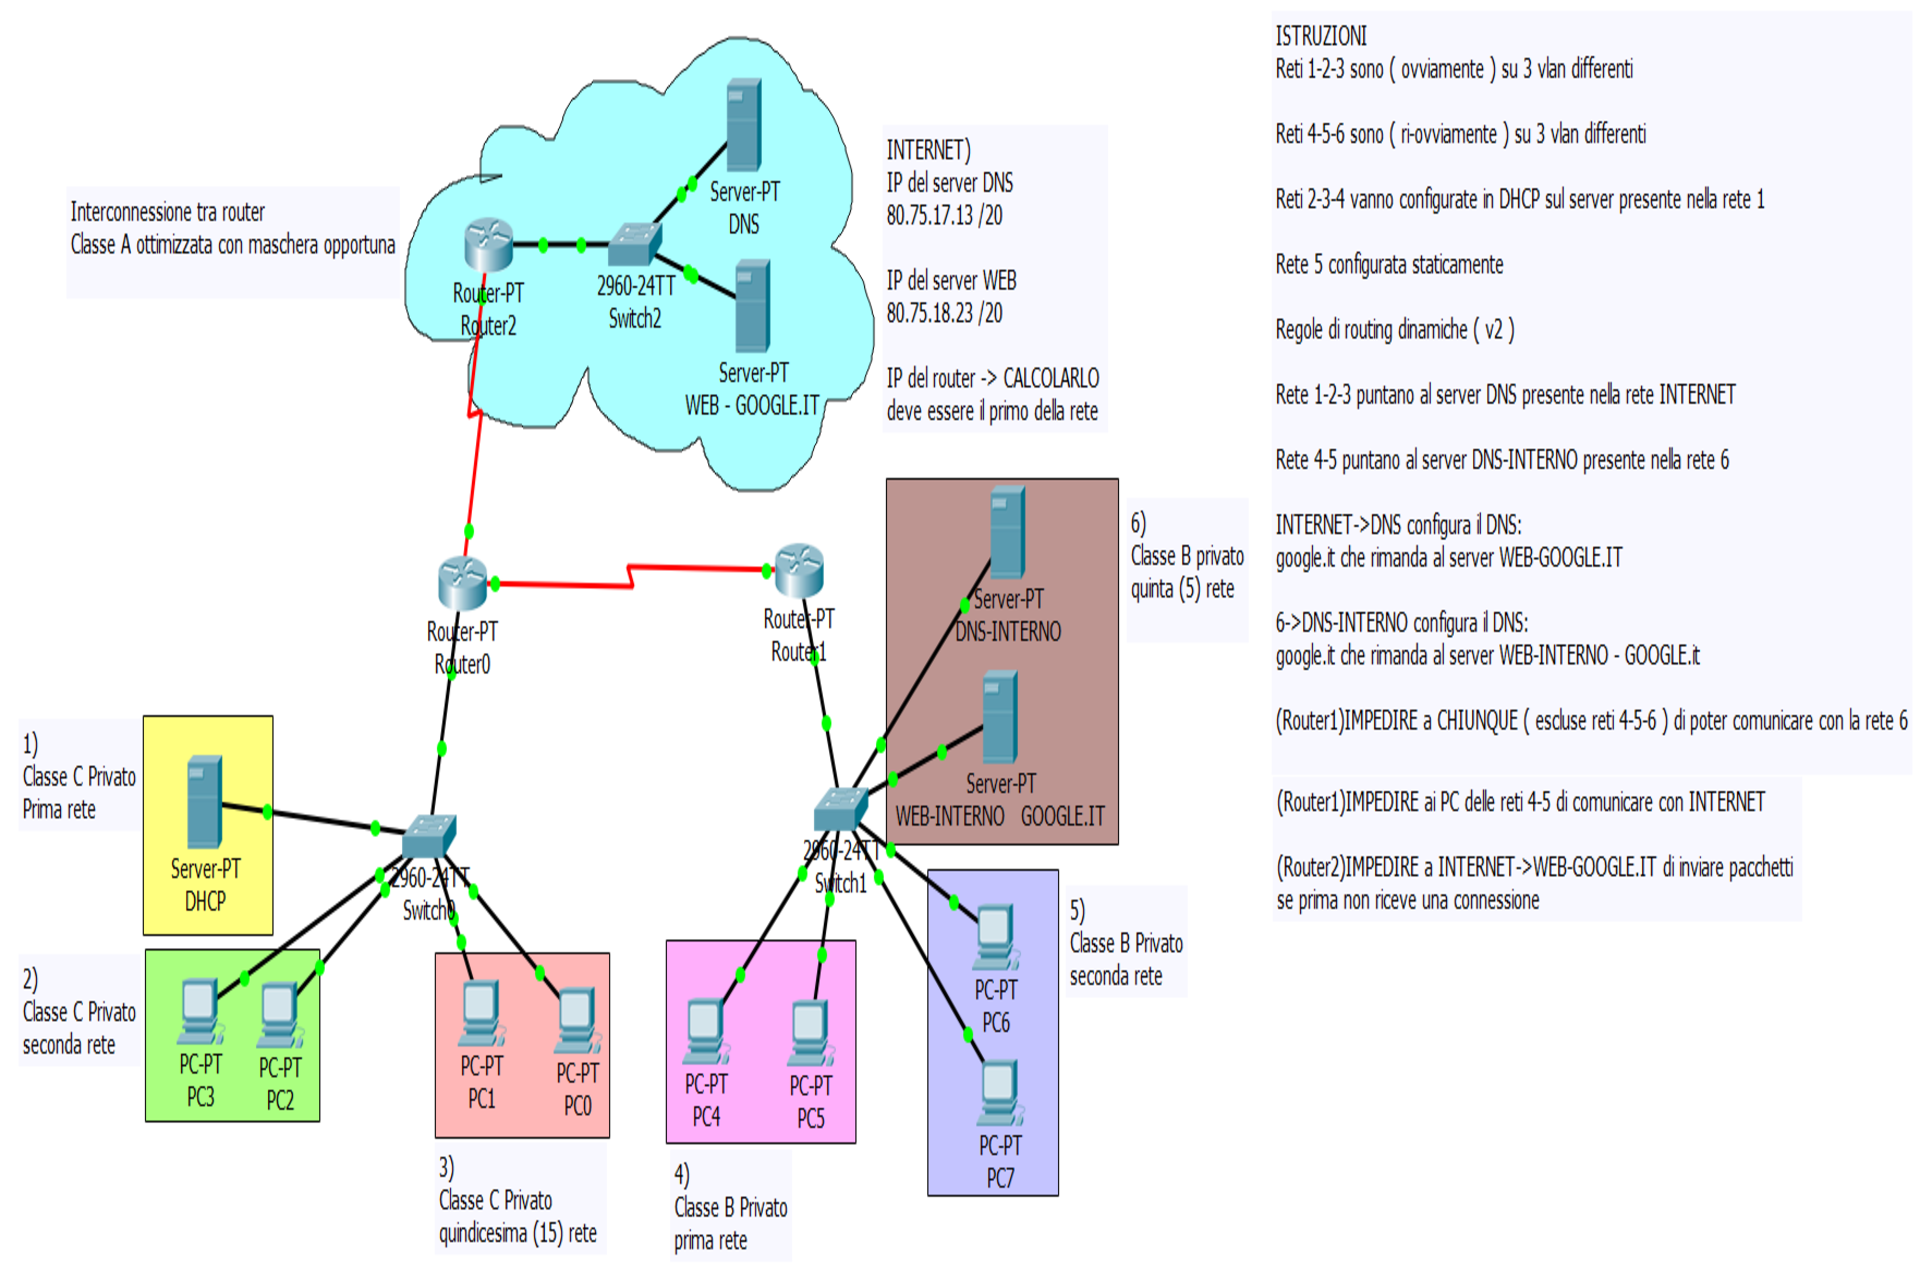 Interconnessione tra router
Classe A ottimizzata con maschera opportuna
Server-PT
DNS
Router-PT
Router2
2960-24TT
Switch2
Server-PT
WEB - GOOGLE.IT
INTERNET)
IP del server DNS
80.75.17.13 /20
IP del server WEB
80.75.18.23 /20
IP del router -> CALCOLARLO
deve essere il primo della rete
Router-PT
Router0
Router-PT
Router1
Server-PT
DNS-INTERNO
Server-PT
WEB-INTERNO   GOOGLE.IT
6)
Classe B privato
quinta (5) rete
1)
Classe C Privato
Prima rete
Server-PT
DHCP
2960-24TT
Switch0
2960-24TT
Switch1
2)
Classe C Privato
seconda rete
PC-PT
PC3
PC-PT
PC2
PC-PT
PC1
PC-PT
PC0
3)
Classe C Privato
quindicesima (15) rete
PC-PT
PC4
PC-PT
PC5
4)
Classe B Privato
prima rete
PC-PT
PC6
PC-PT
PC7
5)
Classe B Privato
seconda rete
ISTRUZIONI
Reti 1-2-3 sono ( ovviamente ) su 3 vlan differenti
Reti 4-5-6 sono ( ri-ovviamente ) su 3 vlan differenti
Reti 2-3-4 vanno configurate in DHCP sul server presente nella rete 1
Rete 5 configurata staticamente
Regole di routing dinamiche ( v2 )
Rete 1-2-3 puntano al server DNS presente nella rete INTERNET
Rete 4-5 puntano al server DNS-INTERNO presente nella rete 6
INTERNET->DNS configura il DNS:
google.it che rimanda al server WEB-GOOGLE.IT
6->DNS-INTERNO configura il DNS:
google.it che rimanda al server WEB-INTERNO - GOOGLE.it
(Router1)IMPEDIRE a CHIUNQUE ( escluse reti 4-5-6 ) di poter comunicare con la rete 6
(Router1)IMPEDIRE ai PC delle reti 4-5 di comunicare con INTERNET
(Router2)IMPEDIRE a INTERNET->WEB-GOOGLE.IT di inviare pacchetti
se prima non riceve una connessione